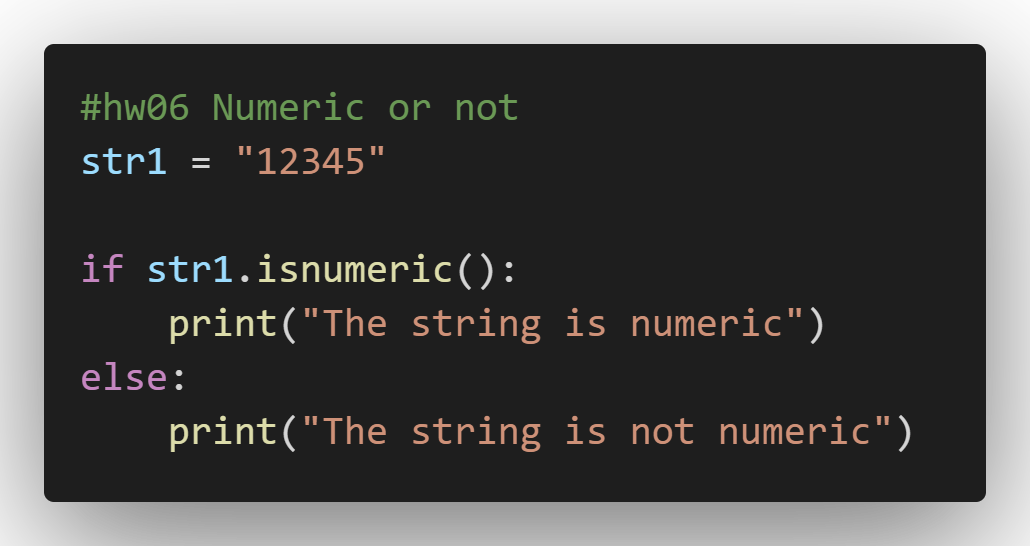 #hw06 Numeric or not
str1 = "12345"

if str1.isnumeric():
    print("The string is numeric")
else:
    print("The string is not numeric")